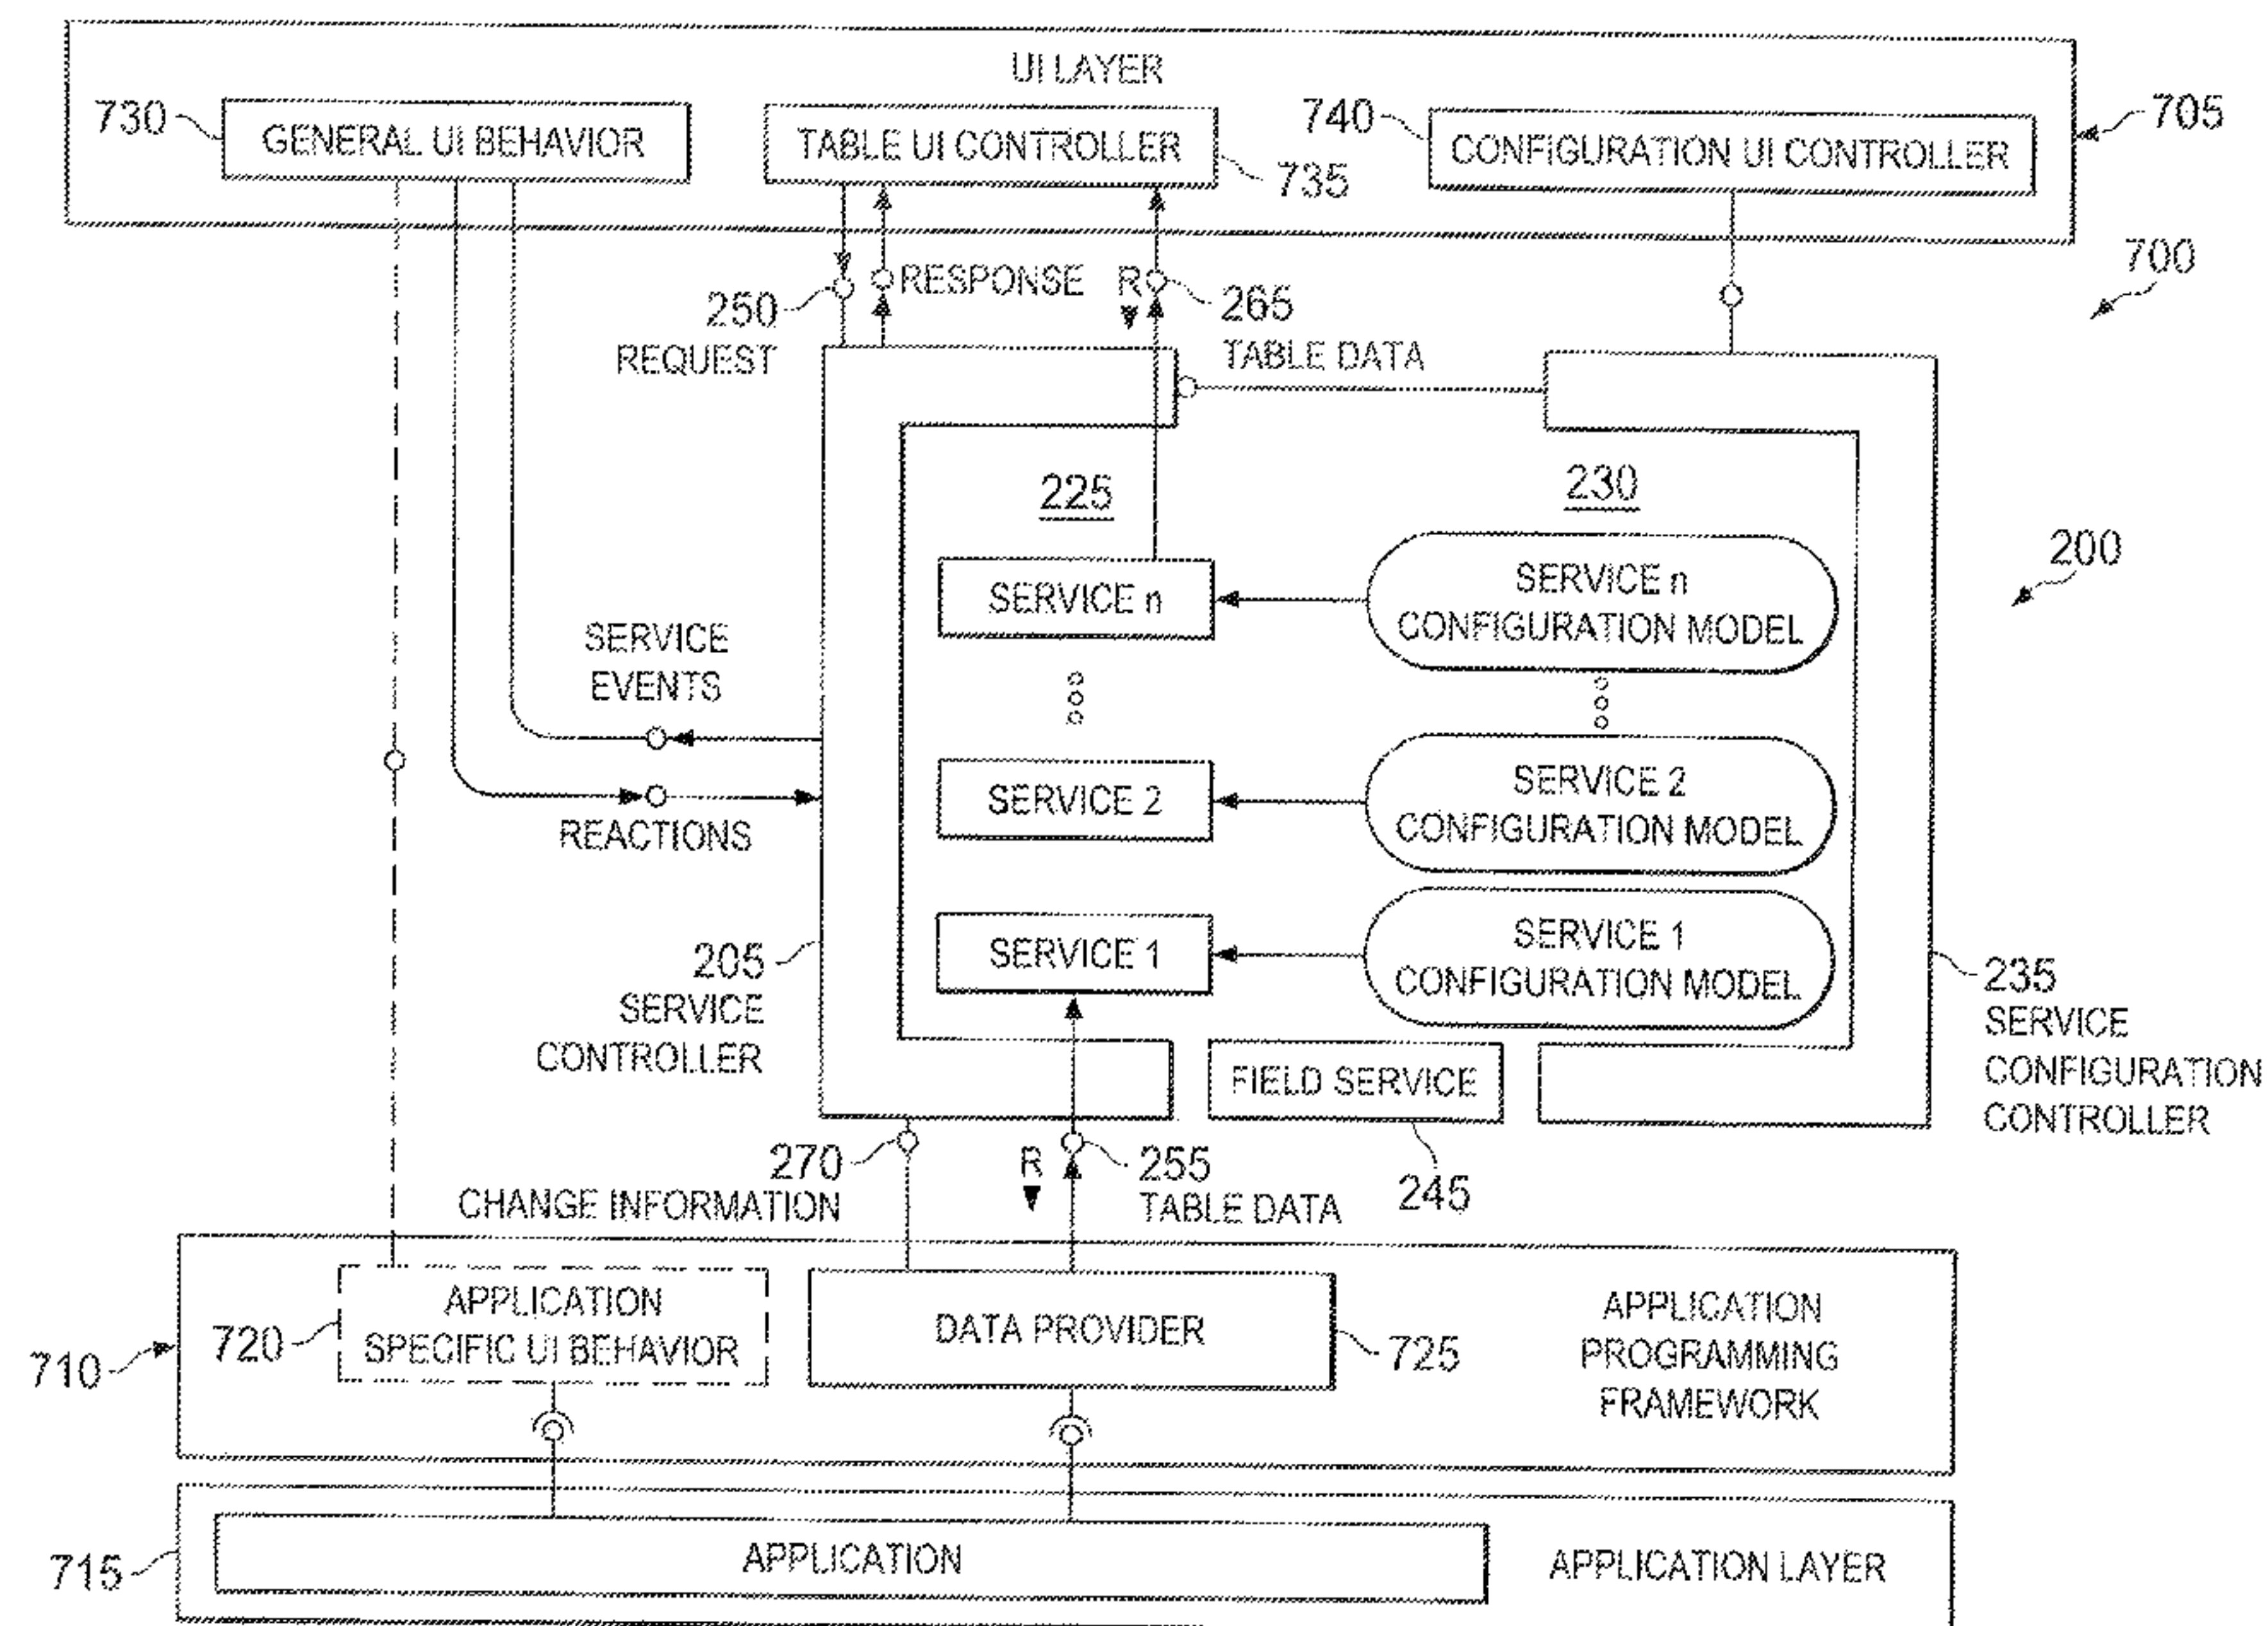 UI LAYER
730
GENERAL UI BEHAVIOR
TABLE UI CONTROLLER
735
740
CONFIGURATION UI CONTROLLER
705
700
250
REQUEST
RESPONSE
R
265
TABLE DATA
225
230
200
SERVICE n
SERVICE n
CONFIGURATION MODEL
SERVICE
EVENTS
REACTIONS
SERVICE 2
SERVICE 2
CONFIGURATION MODEL
SERVICE 1
SERVICE 1
CONFIGURATION MODEL
205
SERVICE
CONTROLLER
235
SERVICE
CONFIGURATION
CONTROLLER
FIELD SERVICE
245
270
CHANGE INFORMATION
R
255
TABLE DATA
710
720
APPLICATION
SPECIFIC UI BEHAVIOR
DATA PROVIDER
725
APPLICATION
PROGRAMMING
FRAMEWORK
715
APPLICATION
APPLICATION LAYER